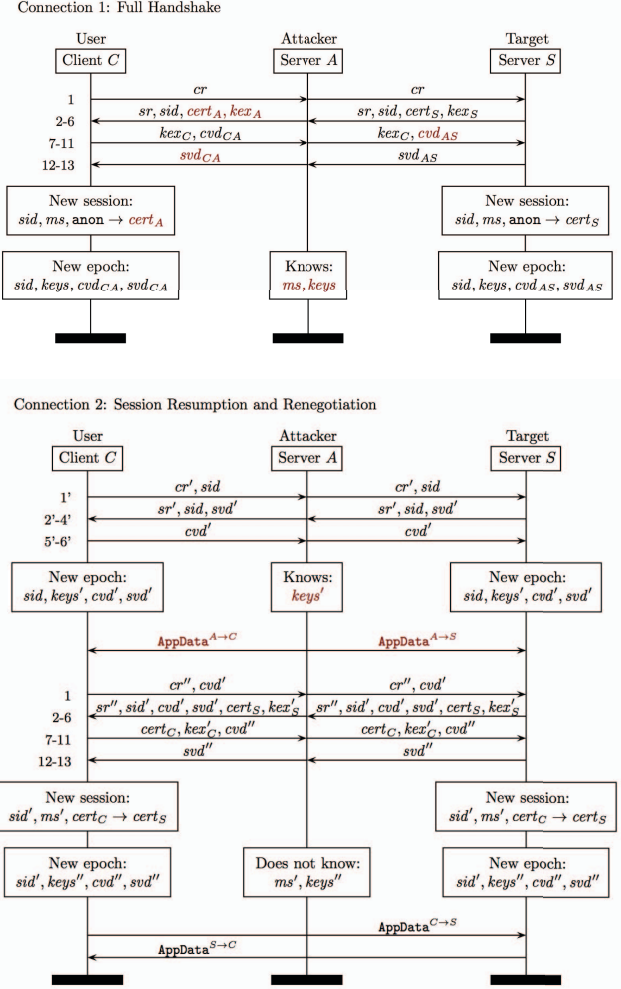 Connection 1: Full Handshake
User Attacker Target
Client C Server A Server S
cr cr
1
sr, sid, cert_A, kex_A sr, sid, cert_S, kex_S
2-6
kex_C, cvd_CA kex_C, cvd_AS
7-11
svd_CA svd_AS
12-13
New session: New session:
sid, ms, anon → cert_A sid, ms, anon → cert_S
New epoch: Knows: New epoch:
sid, keys, cvd_CA, svd_CA ms, keys sid, keys, cvd_AS, svd_AS
Connection 2: Session Resumption and Renegotiation
User Attacker Target
Client C Server A Server S
cr′, sid cr′, sid
1'
sr′, sid, svd′ sr′, sid, svd′
2'-4'
cvd′ cvd′
5'-6'
New epoch: Knows: New epoch:
sid, keys′, cvd′, svd′ keys′ sid, keys′, cvd′, svd′
AppData^A→C AppData^A→S
cr″, cvd′ cr″, cvd′
1
sr″, sid′, cvd′, svd′, cert_S, kex′_S sr″, sid′, cvd′, svd′, cert_S, kex′_S
2-6
cert_C, kex′_C, cvd″ cert_C, kex′_C, cvd″
7-11
svd″ svd″
12-13
New session: New session:
sid′, ms′, cert_C → cert_S sid′, ms′, cert_C → cert_S
New epoch: Does not know: New epoch:
sid′, keys″, cvd″, svd″ ms′, keys″ sid′, keys″, cvd″, svd″
AppData^C→S
AppData^S→C